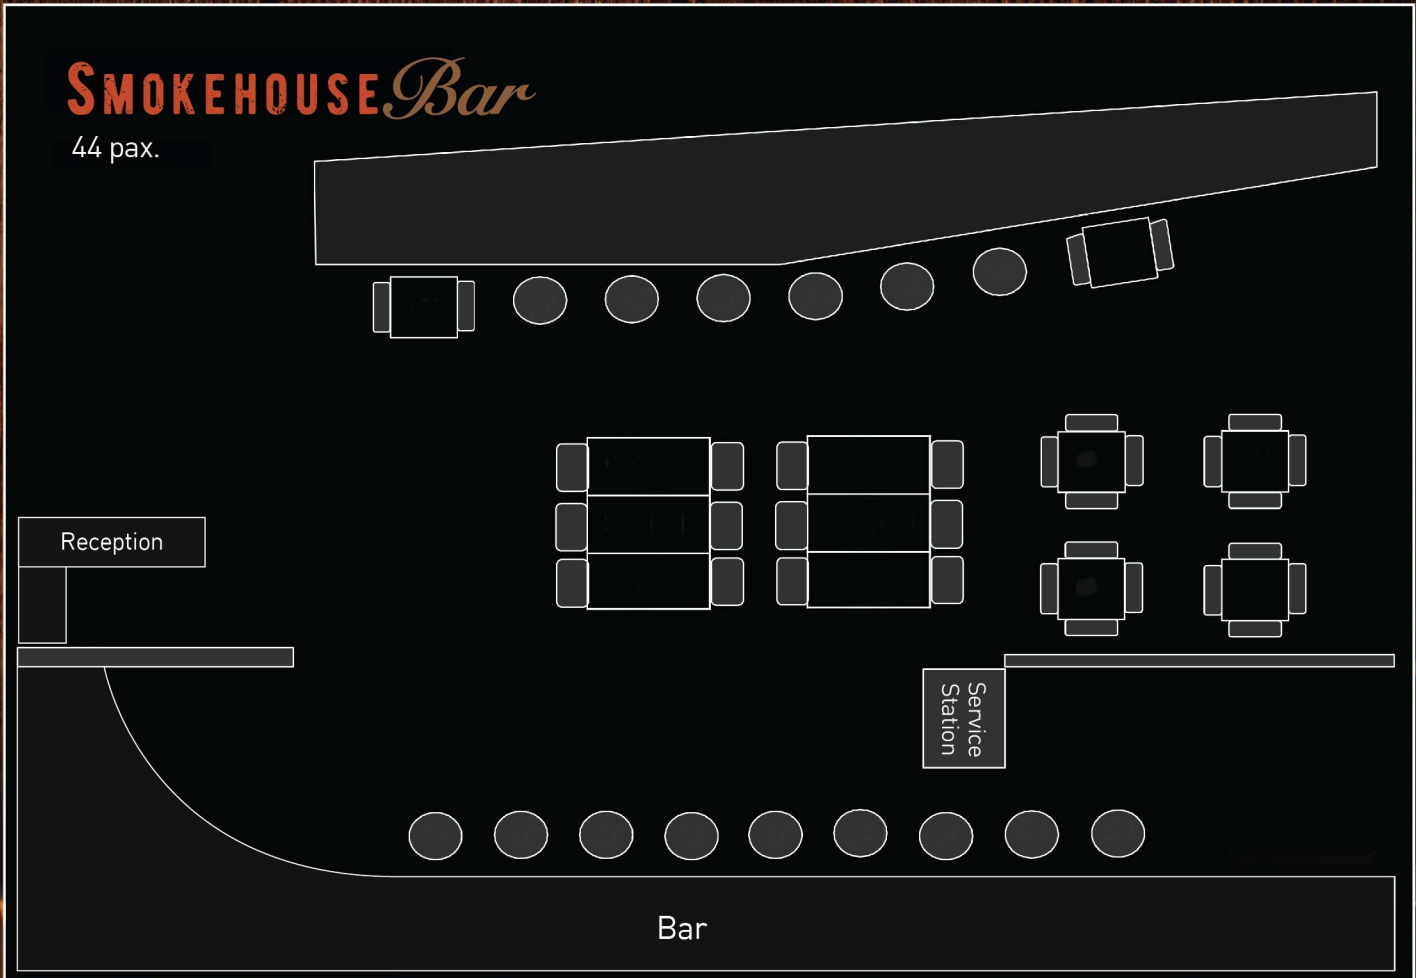 SMOKEHOUSE Bar
44 pax.
Reception
Service
Station
Bar